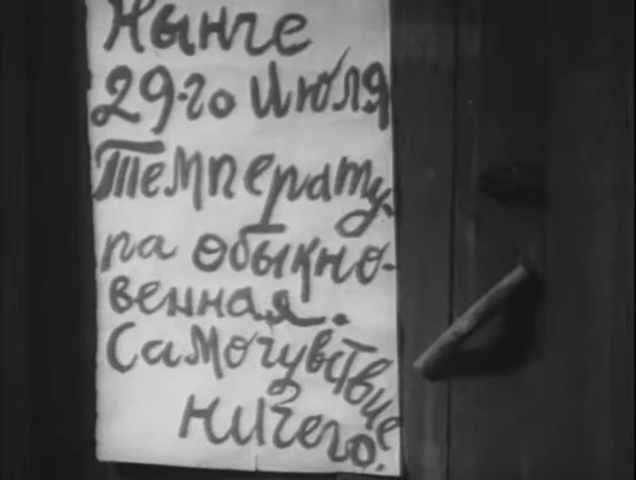 Нынче
29-го Июля
Температу-
ра обыкно-
венная.
Самочувствие
ничего.